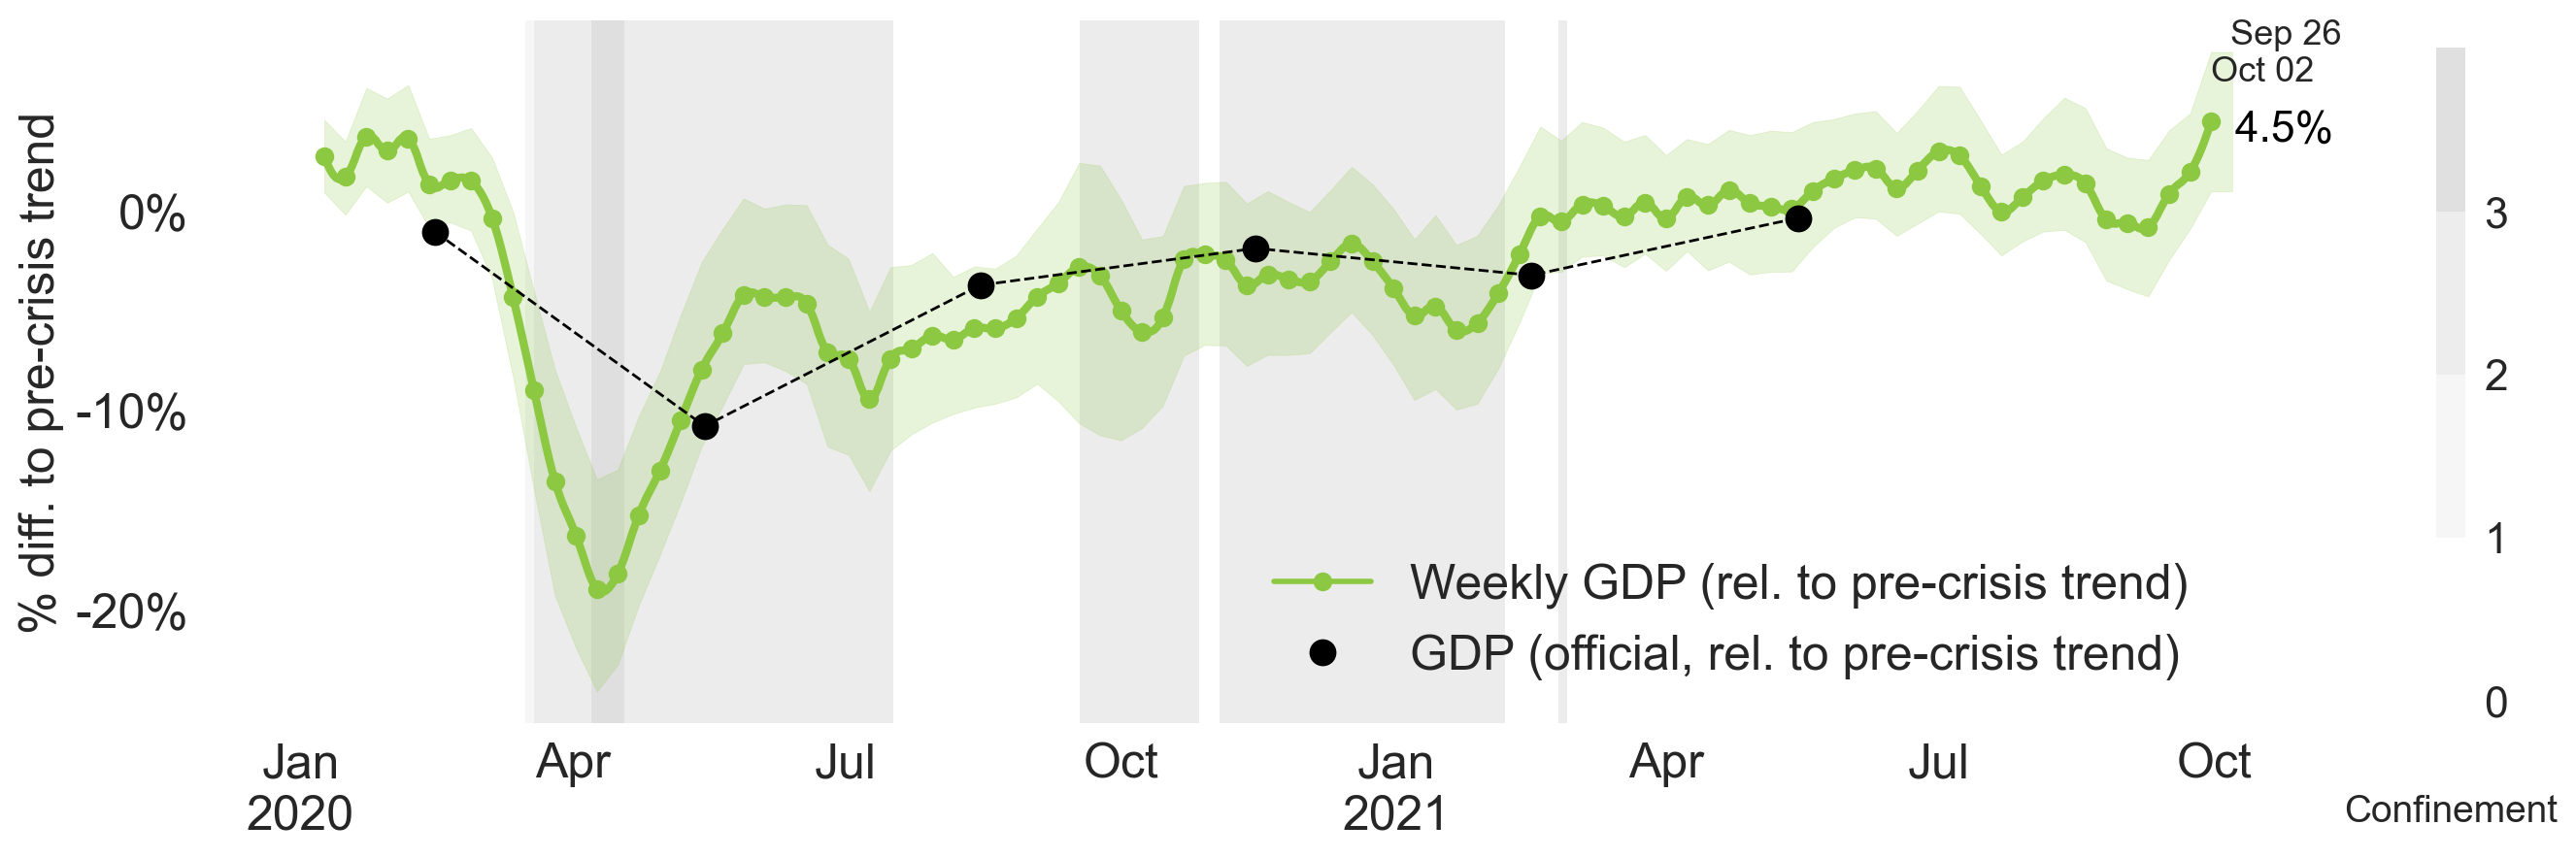 % diff. to pre-crisis trend
0%
-10%
-20%
Sep 26
Oct 02
4.5%
Weekly GDP (rel. to pre-crisis trend)
GDP (official, rel. to pre-crisis trend)
Jan
2020
Apr
Jul
Oct
Jan
2021
Apr
Jul
Oct
3
2
1
0
Confinement